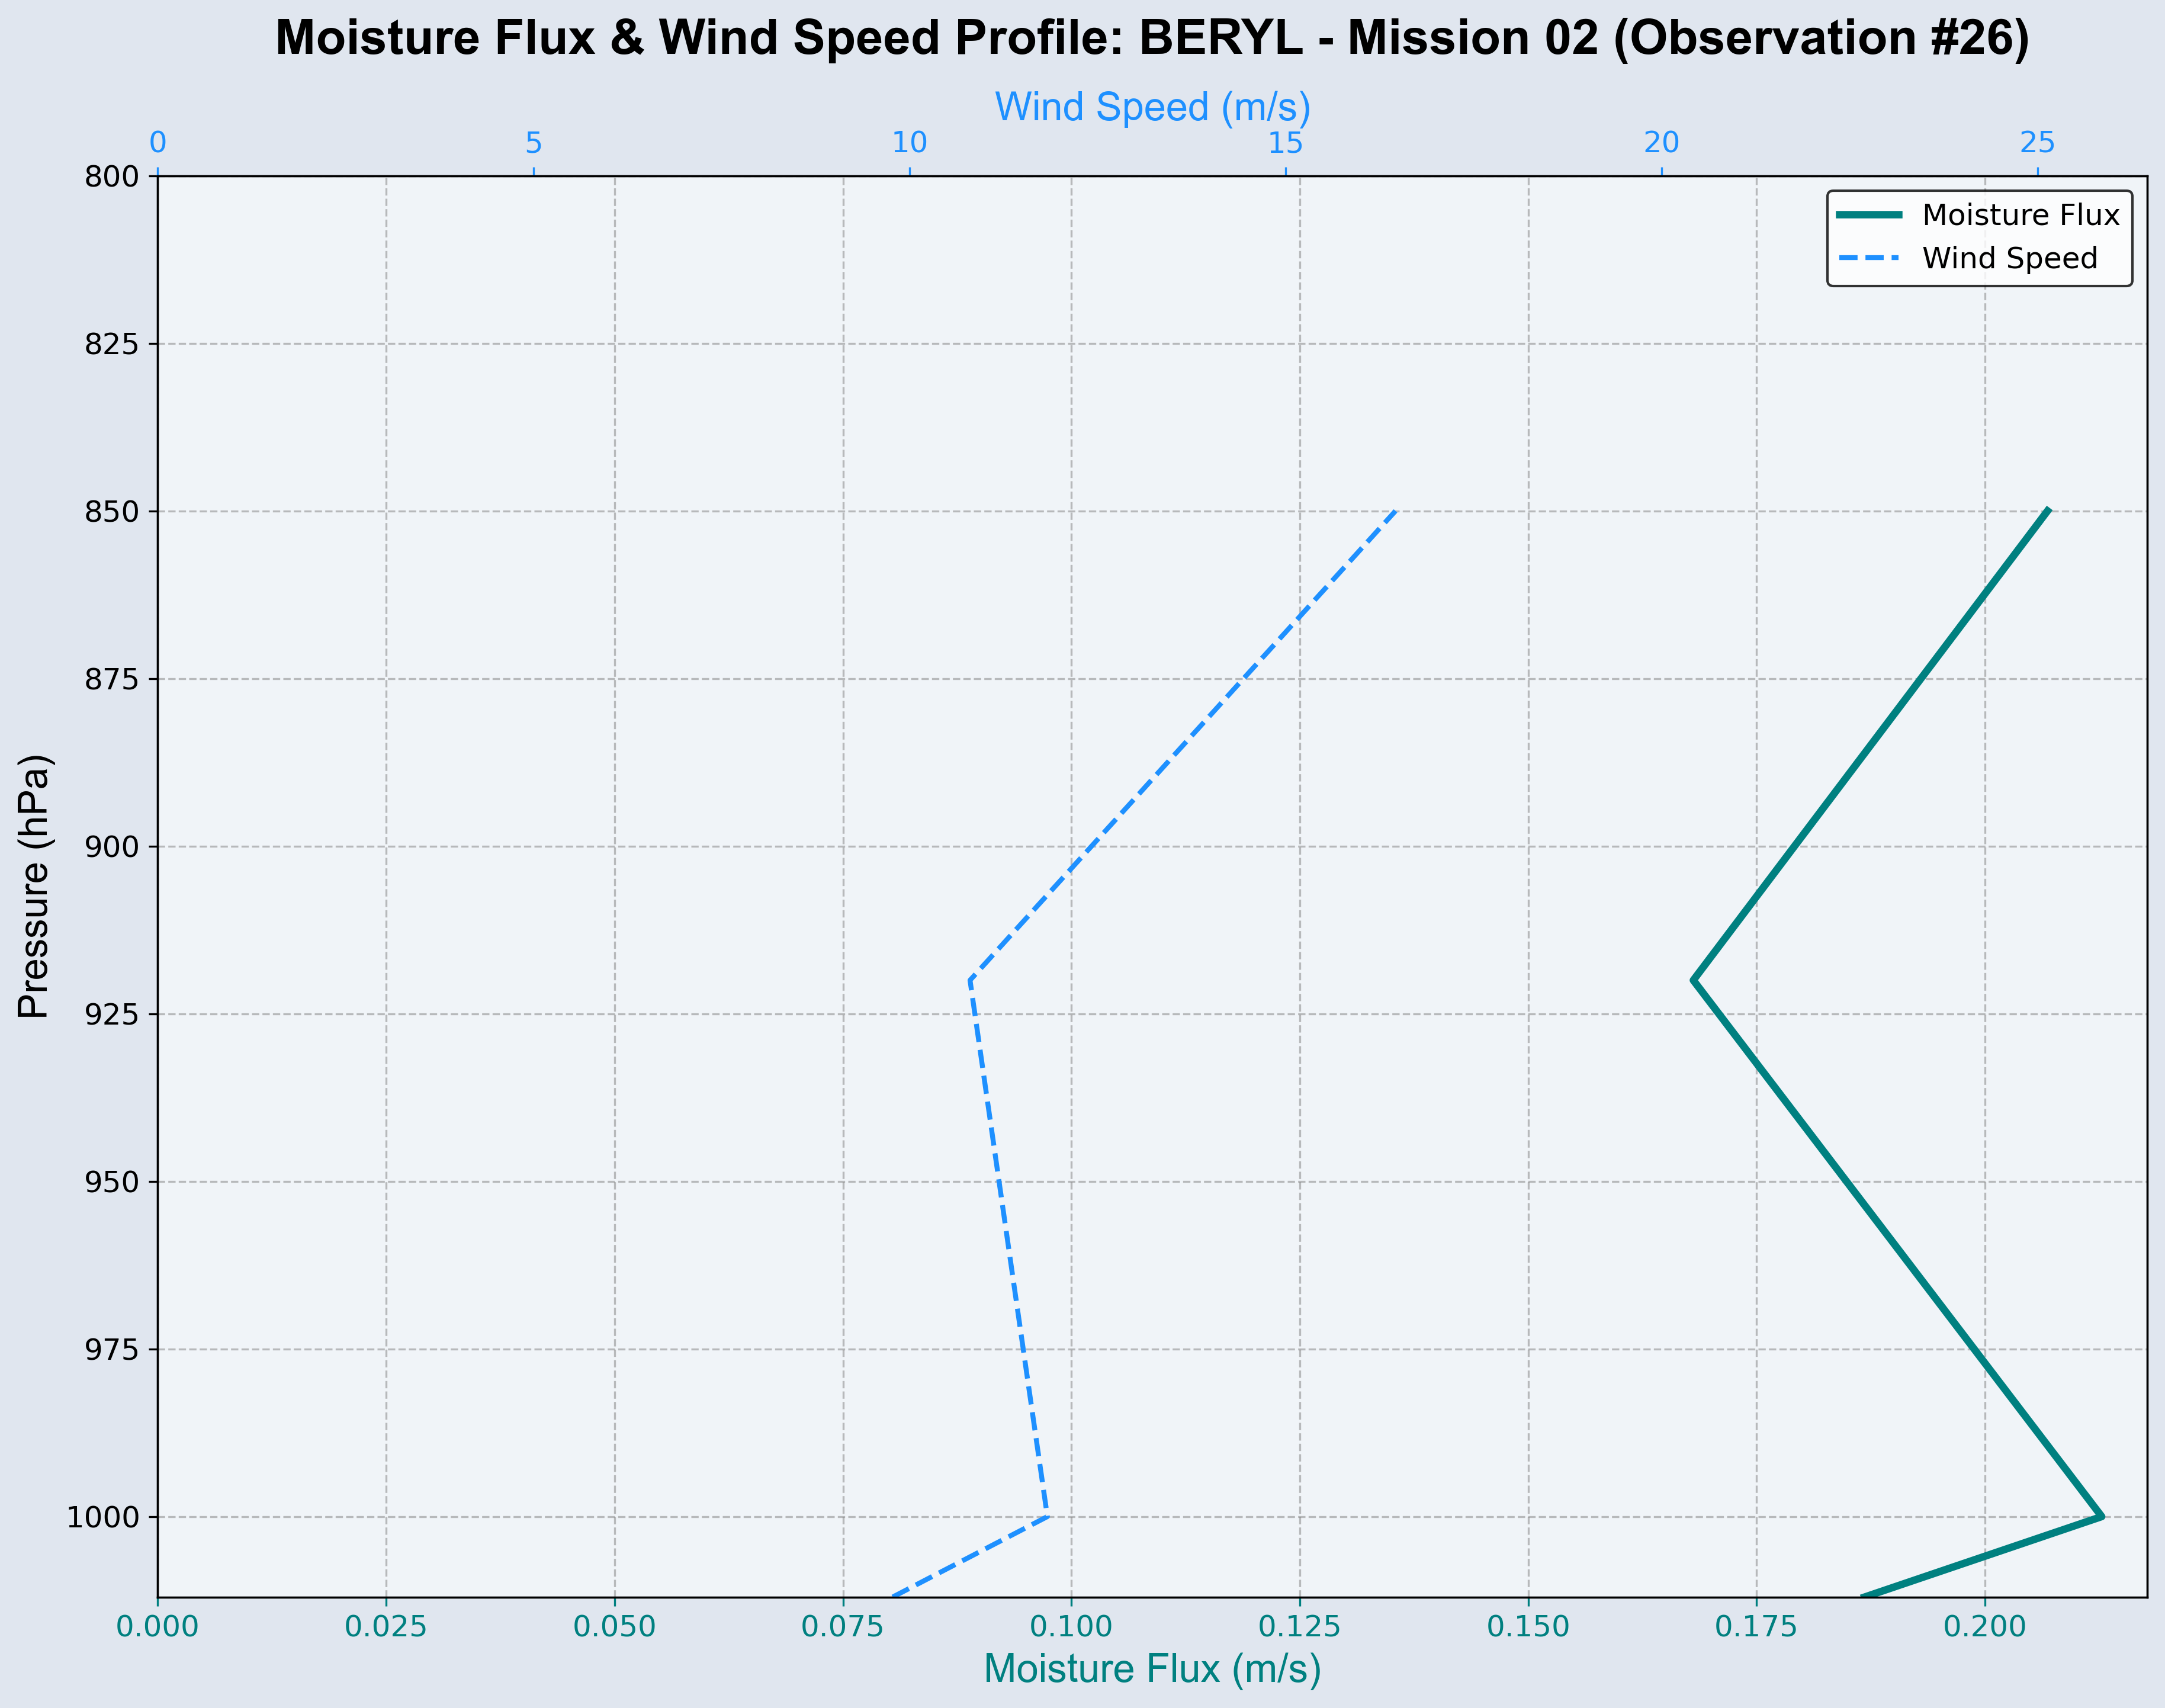 Moisture Flux & Wind Speed Profile: BERYL - Mission 02 (Observation #26)
Wind Speed (m/s)
0 5 10 15 20 25
Moisture Flux
Wind Speed
800
825
850
875
900
925
950
975
1000
Pressure (hPa)
0.000 0.025 0.050 0.075 0.100 0.125 0.150 0.175 0.200
Moisture Flux (m/s)